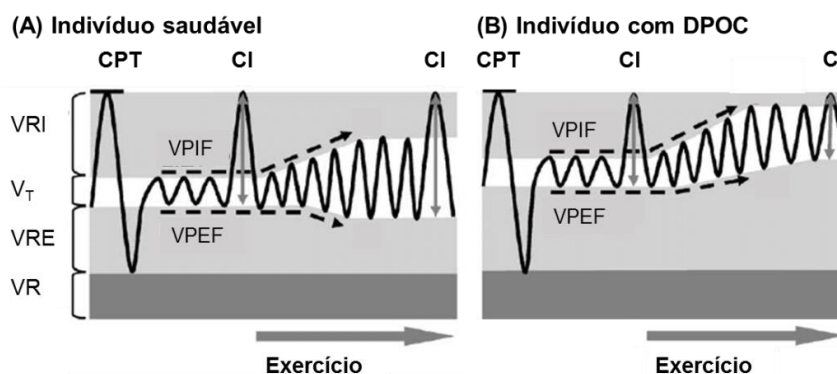 (A) Indivíduo saudável
(B) Indivíduo com DPOC
CPT CI CI
CPT CI C
VRI
V_T
VRE
VR
VPIF
VPEF
VPIF
VPEF
Exercício
Exercício